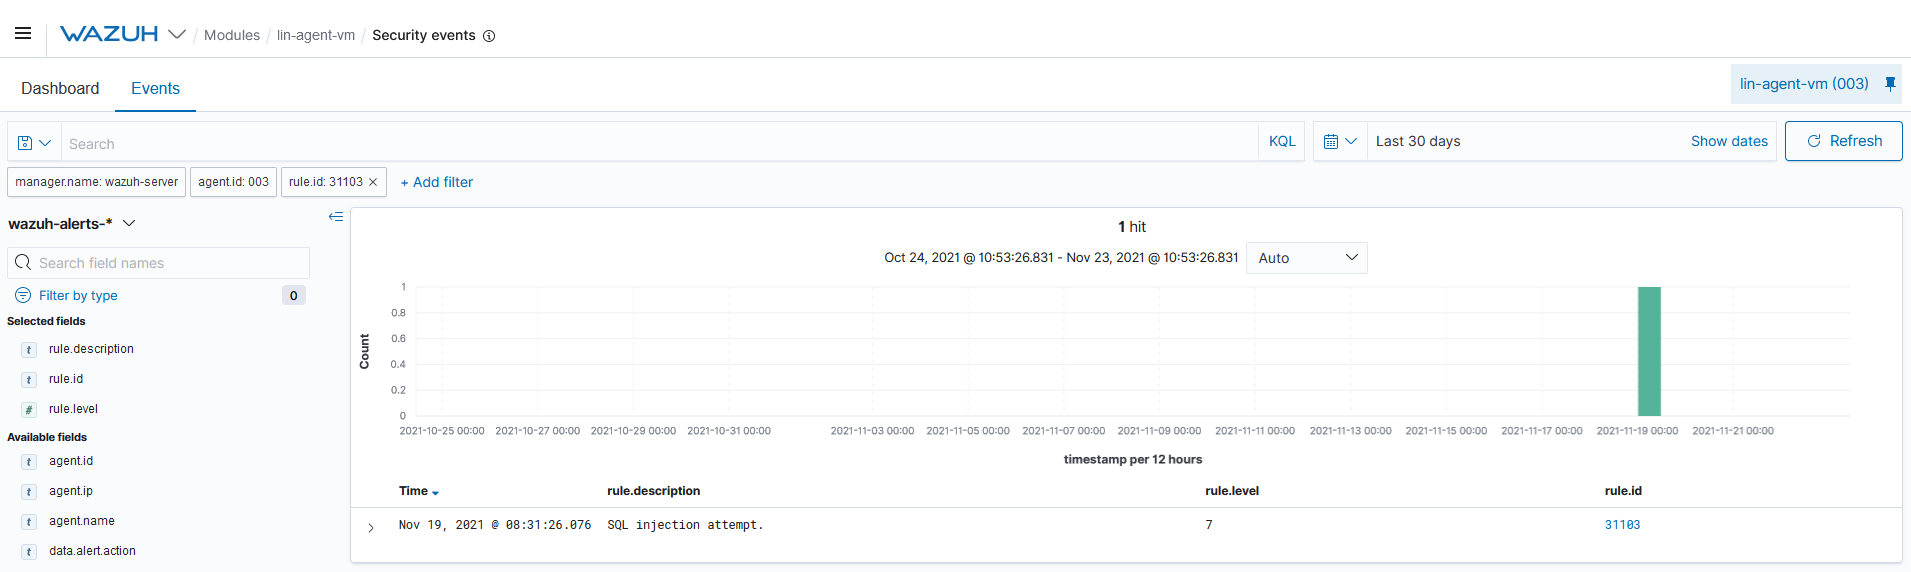 WAZUH / Modules / lin-agent-vm / Security events
Dashboard Events lin-agent-vm (003)
Search KQL Last 30 days Show dates Refresh
manager.name: wazuh-server agent.id: 003 rule.id: 31103 × + Add filter
wazuh-alerts-*
Search field names
Filter by type 0
Selected fields
t rule.description
t rule.id
# rule.level
Available fields
t agent.id
t agent.ip
t agent.name
t data.alert.action
1 hit
Oct 24, 2021 @ 10:53:26.831 - Nov 23, 2021 @ 10:53:26.831 Auto
Count
1
0.8
0.6
0.4
0.2
0
2021-10-25 00:00 2021-10-27 00:00 2021-10-29 00:00 2021-10-31 00:00 2021-11-03 00:00 2021-11-05 00:00 2021-11-07 00:00 2021-11-09 00:00 2021-11-11 00:00 2021-11-13 00:00 2021-11-15 00:00 2021-11-17 00:00 2021-11-19 00:00 2021-11-21 00:00
timestamp per 12 hours
Time rule.description rule.level rule.id
Nov 19, 2021 @ 08:31:26.076 SQL injection attempt. 7 31103